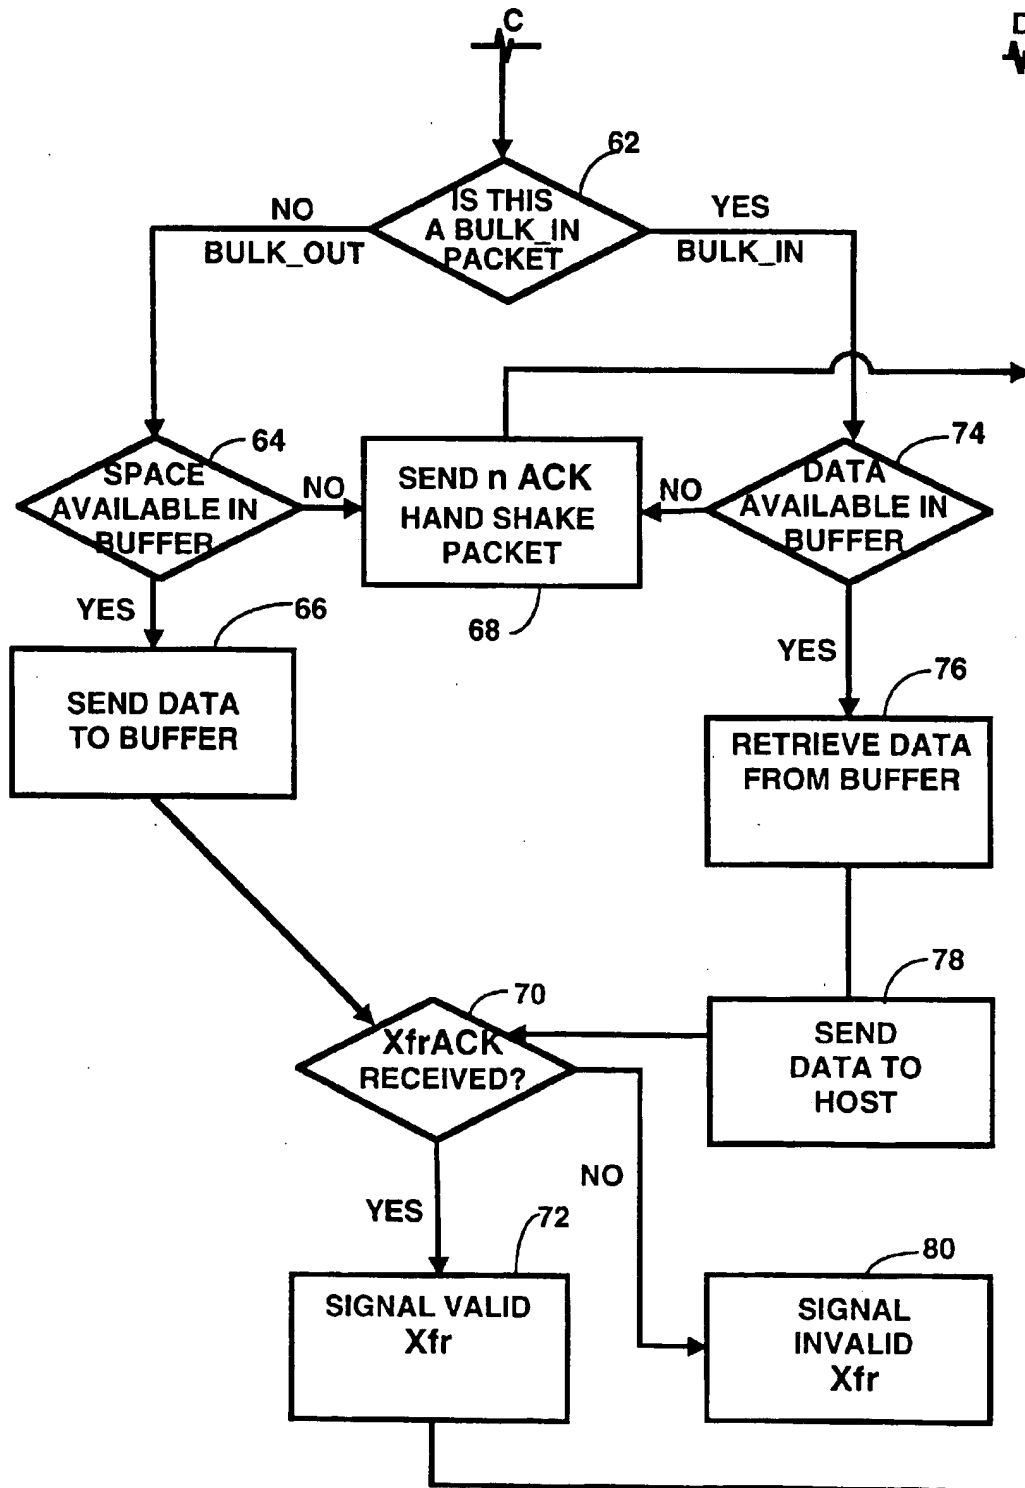 C
D
62
IS THIS
A BULK_IN
PACKET
NO
BULK_OUT
YES
BULK_IN
64
SPACE
AVAILABLE IN
BUFFER
NO
SEND n ACK
HAND SHAKE
PACKET
68
NO
74
DATA
AVAILABLE IN
BUFFER
YES
66
SEND DATA
TO BUFFER
YES
76
RETRIEVE DATA
FROM BUFFER
78
SEND
DATA TO
HOST
70
XfrACK
RECEIVED?
YES
NO
72
SIGNAL VALID
Xfr
80
SIGNAL
INVALID
Xfr